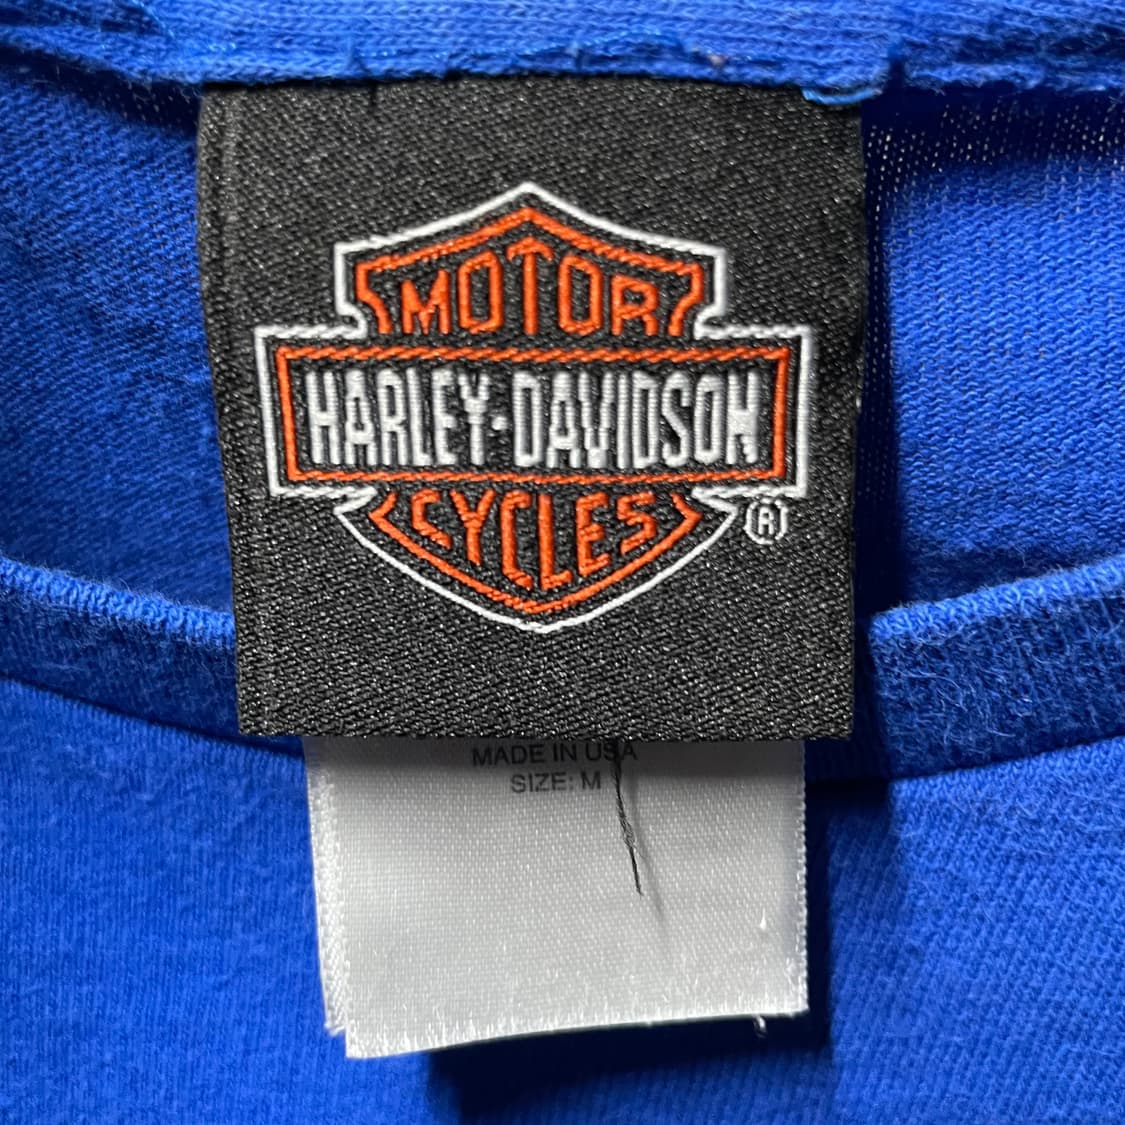 MOTOR
HARLEY-DAVIDSON
CYCLES
®
MADE IN USA
SIZE: M